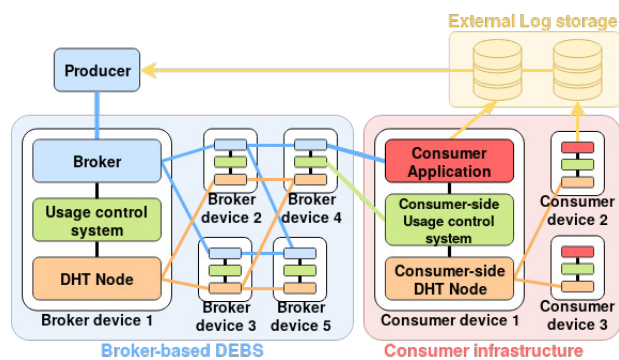 External Log storage
Producer
Broker
Usage control
system
DHT Node
Broker device 1
Broker
device 2
Broker
device 4
Broker
device 3
Broker
device 5
Broker-based DEBS
Consumer
Application
Consumer-side
Usage control
system
Consumer-side
DHT Node
Consumer device 1
Consumer
device 2
Consumer
device 3
Consumer infrastructure